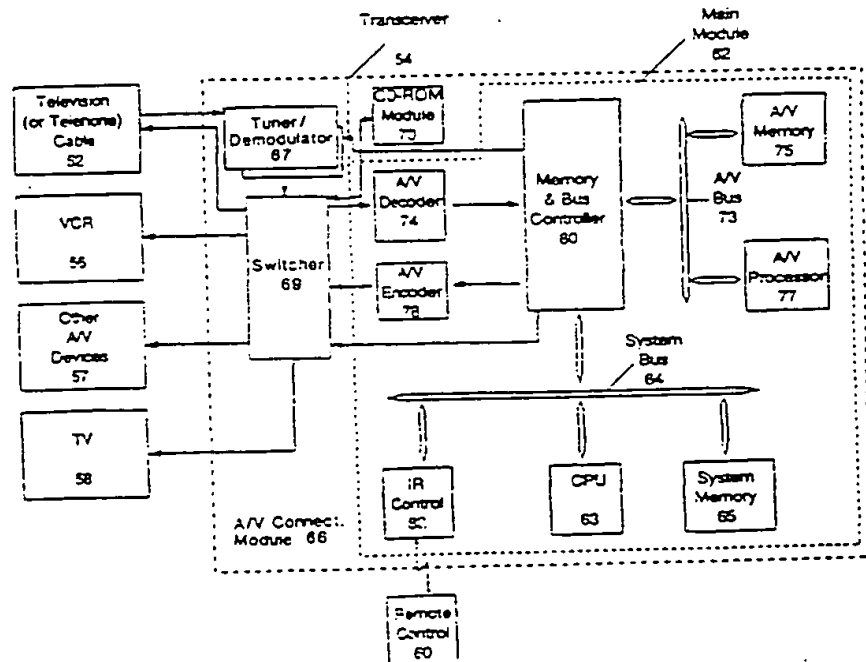 Transceiver
54
Main
Module
62
Television
(or Telephone)
Cable
52
Tuner /
Demodulator
67
CD-ROM
Module
A/V
Memory
75
VCR
Switcher
69
A/V
Decoder
74
Memory
& Bus
Controller
80
A/V
Bus
73
A/V
Encoder
78
A/V
Processor
77
Other
A/V
Devices
57
System
Bus
64
TV
58
IR
Control
CPU
63
System
Memory
65
A/V Connect.
Module 66
Remote
Control
60